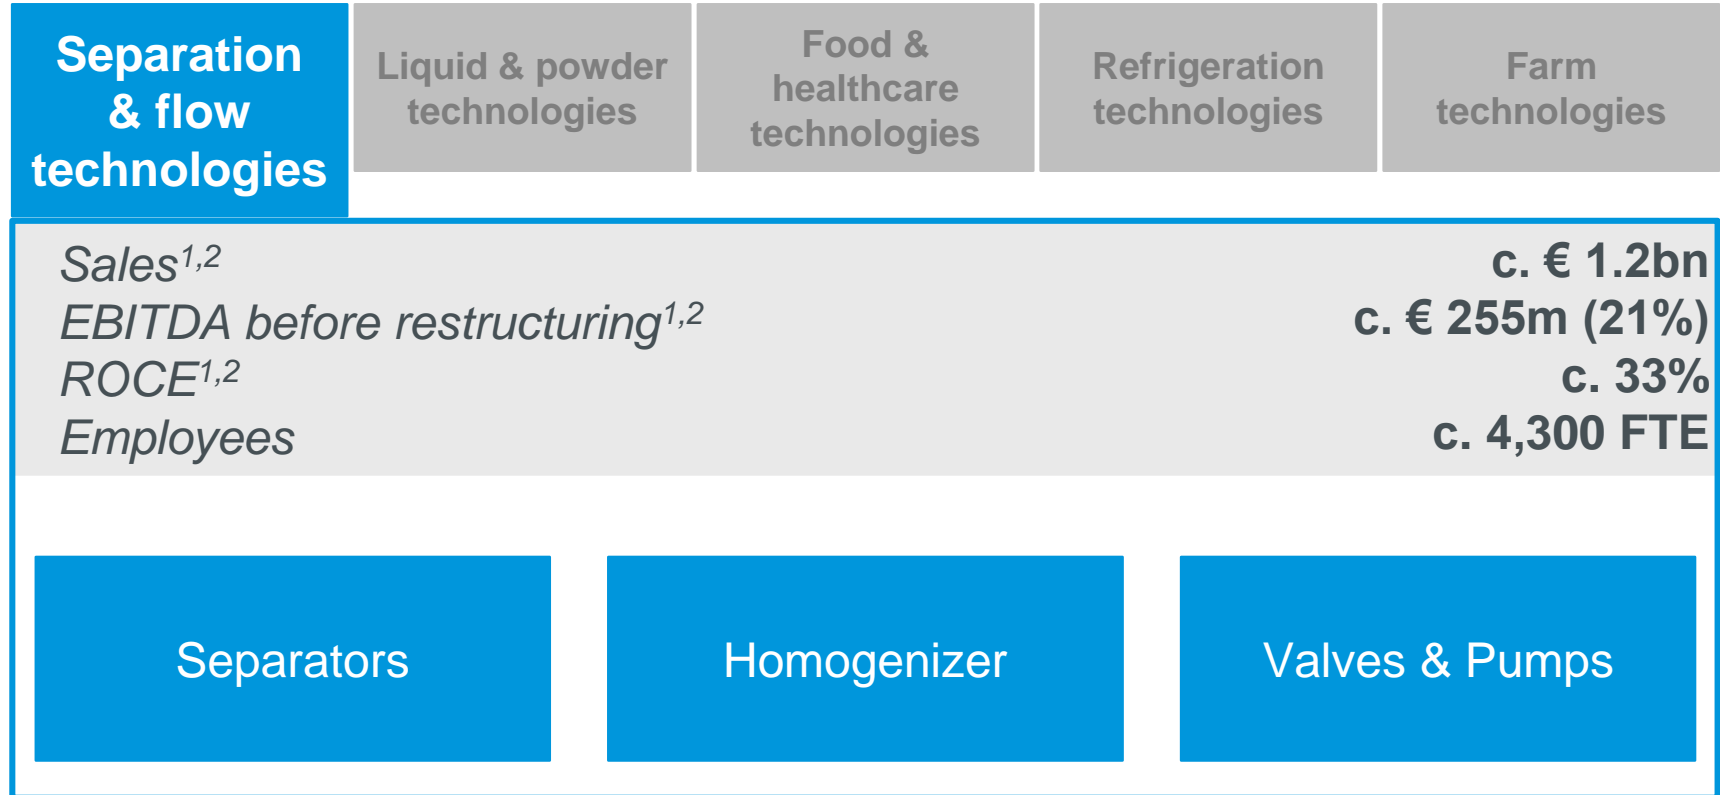 Separation
& flow
technologies
Liquid & powder
technologies
Food &
healthcare
technologies
Refrigeration
technologies
Farm
technologies
Sales1,2 c. € 1.2bn
EBITDA before restructuring1,2 c. € 255m (21%)
ROCE1,2 c. 33%
Employees c. 4,300 FTE
Separators
Homogenizer
Valves & Pumps